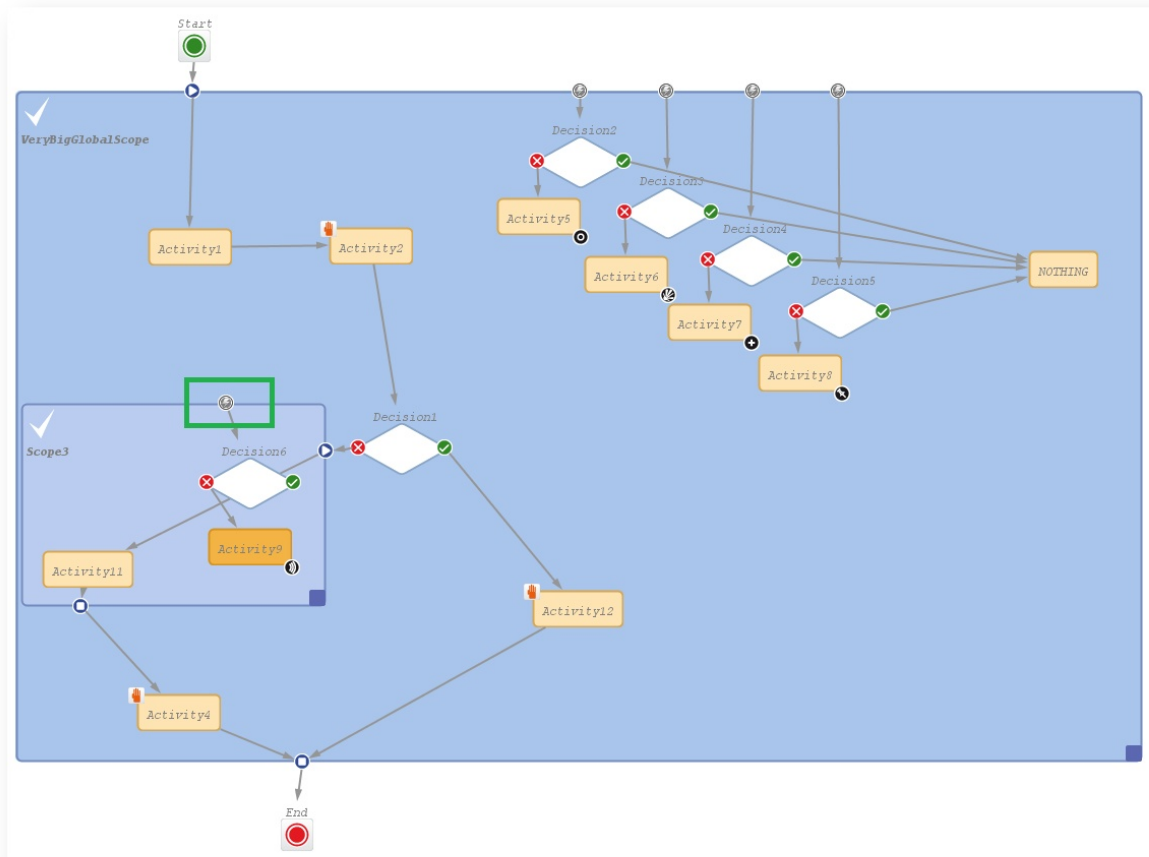 Start
VeryBigGlobalScope
Decision2
Decision3
Activity5
Decision4
Activity1
Activity2
Activity6
NOTHING
Decision5
Activity7
Activity8
Decision1
Scope3
Decision6
Activity9
Activity11
Activity12
Activity4
End